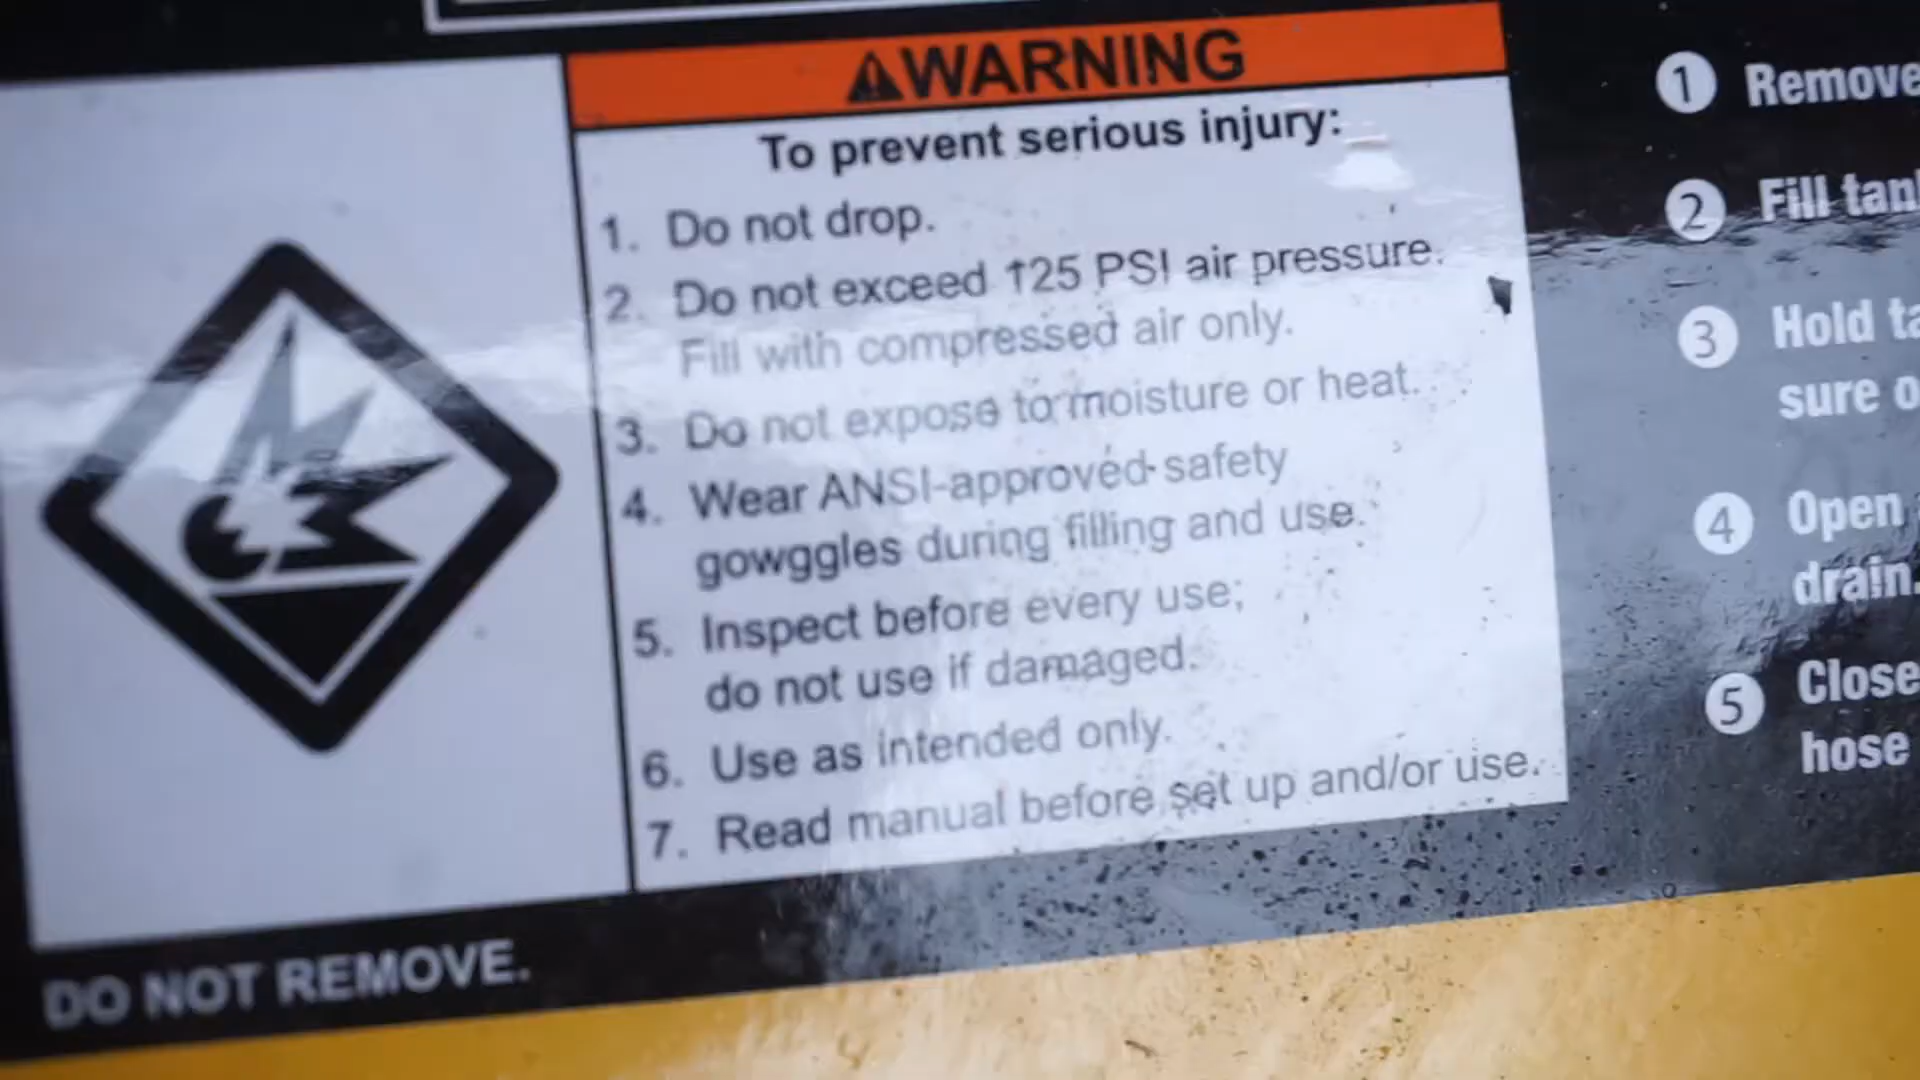 ⚠WARNING
To prevent serious injury:
1. Do not drop.
2. Do not exceed 125 PSI air pressure.
Fill with compressed air only.
3. Do not expose to moisture or heat.
4. Wear ANSI-approved safety
gowggles during filling and use.
5. Inspect before every use;
do not use if damaged.
6. Use as intended only.
7. Read manual before set up and/or use.
DO NOT REMOVE.
1 Remove
2 Fill
3 Hold
sure
4 Open
drain.
5 Close
hose